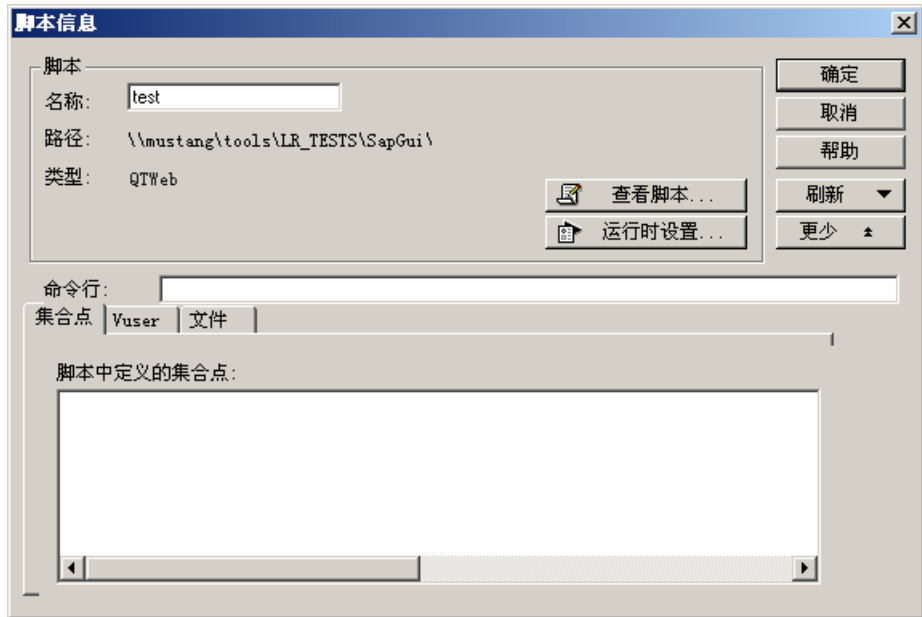 脚本信息
脚本
名称: test
路径: \\mustang\tools\LR_TESTS\SapGui\
类型: QTWeb
查看脚本...
运行时设置...
确定
取消
帮助
刷新
更少
命令行:
集合点 Vuser 文件
脚本中定义的集合点: